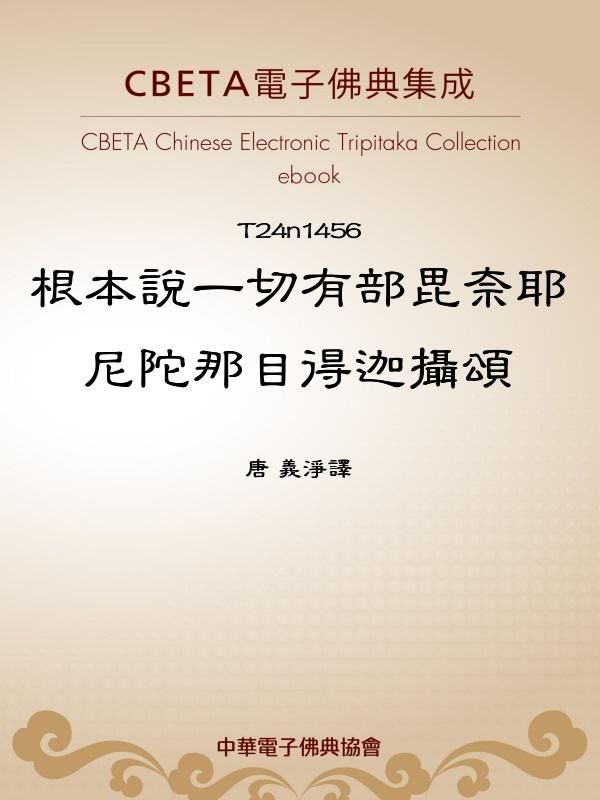 CBETA電子佛典集成
CBETA Chinese Electronic Tripitaka Collection
ebook
T24n1456
根本說一切有部毘奈耶
尼陀那目得迦攝頌
唐 義淨譯
中華電子佛典協會